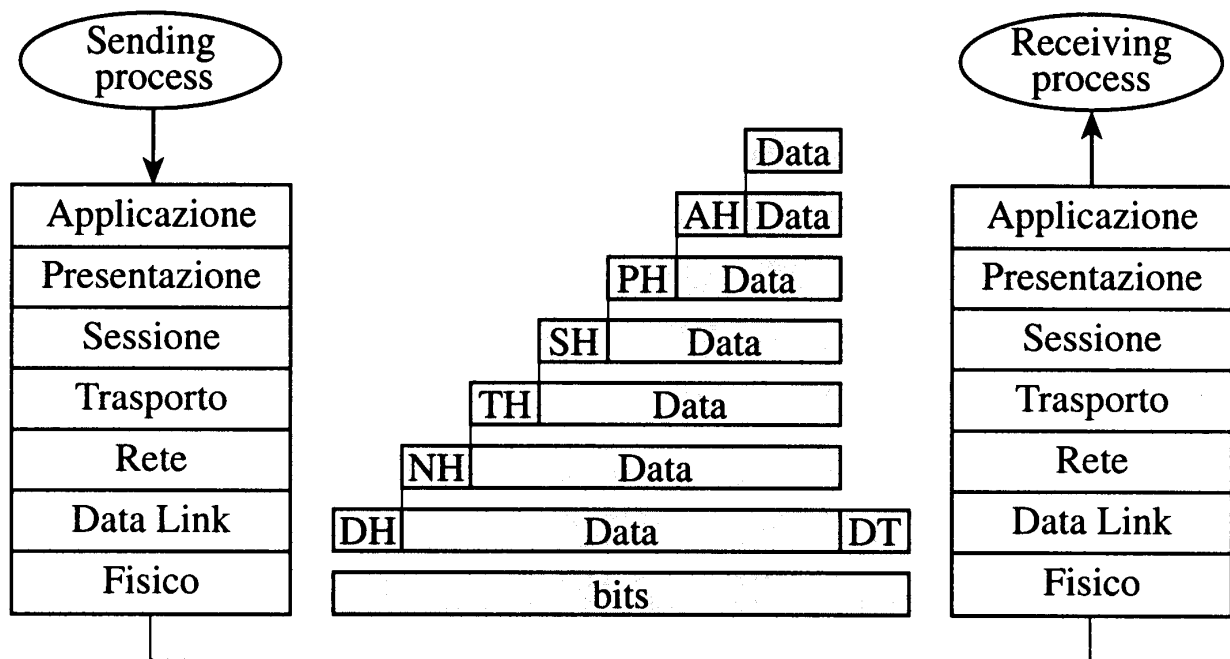 Sending
process
Receiving
process
Data
Applicazione
AH Data
Applicazione
Presentazione
PH Data
Presentazione
Sessione
SH Data
Sessione
Trasporto
TH Data
Trasporto
Rete
NH Data
Rete
Data Link
DH Data DT
Data Link
Fisico
bits
Fisico